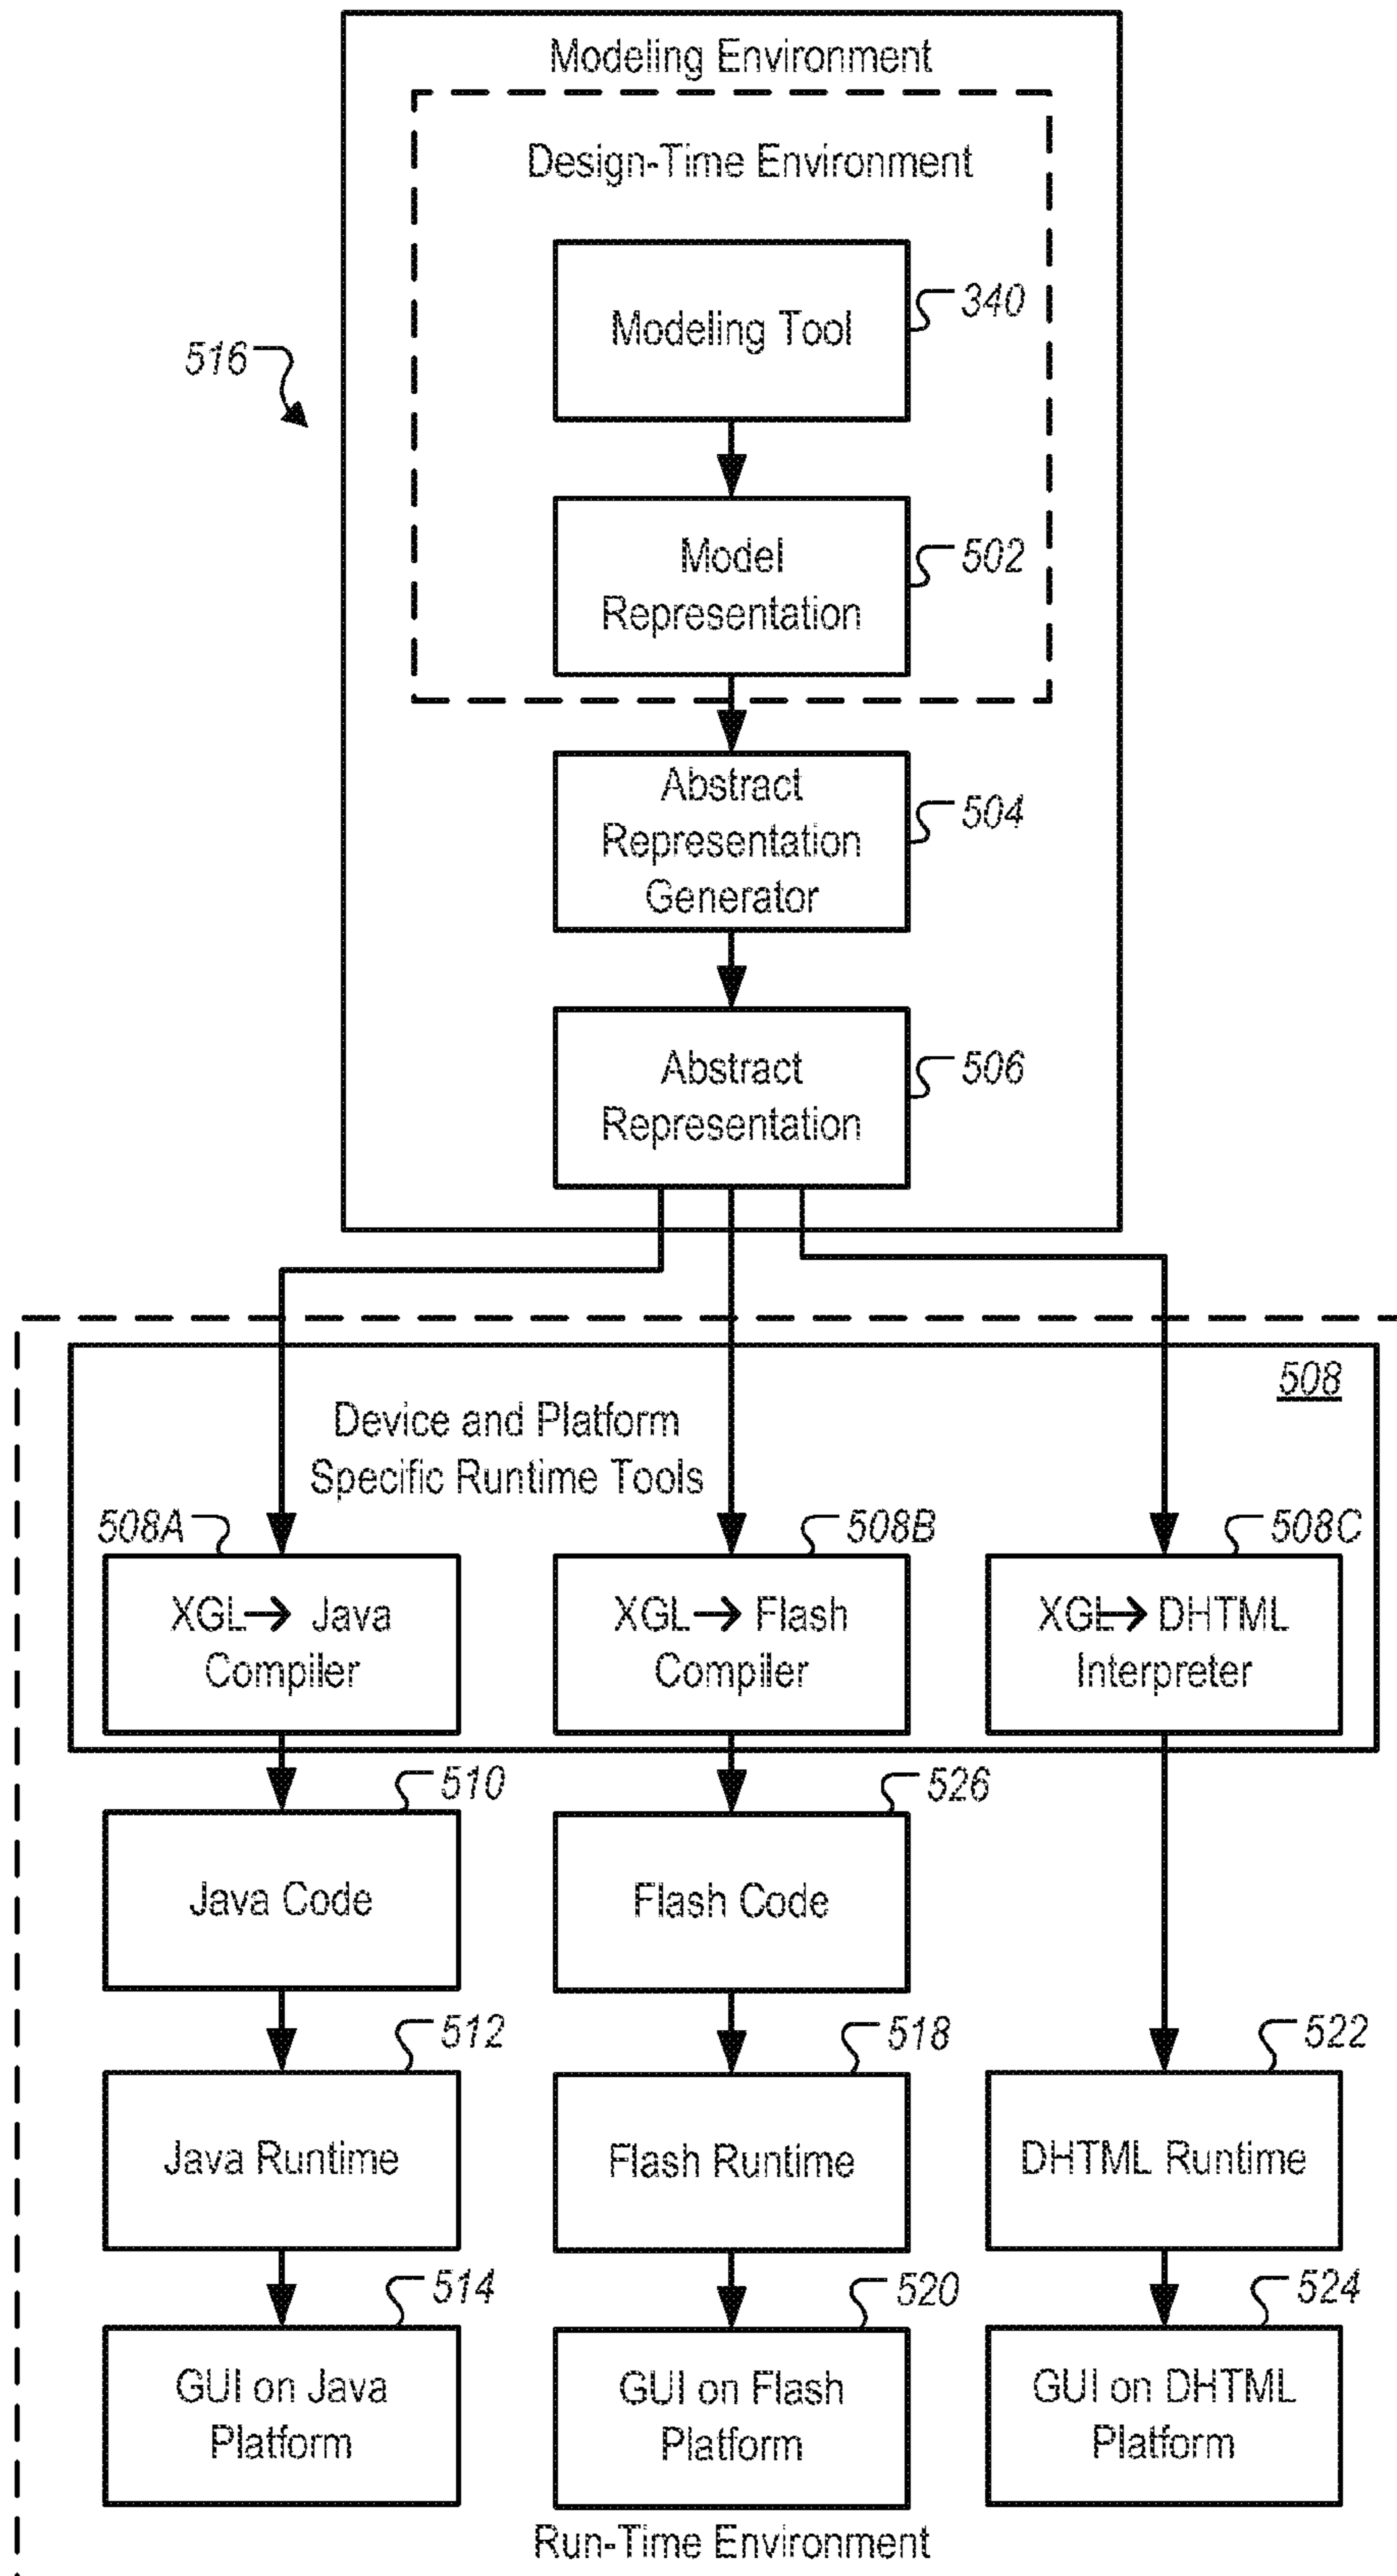 Modeling Environment
Design-Time Environment
Modeling Tool
340
516
Model
Representation
502
Abstract
Representation
Generator
504
Abstract
Representation
506
508
Device and Platform
Specific Runtime Tools
508A
508B
508C
XGL→ Java
Compiler
XGL→ Flash
Compiler
XGL→ DHTML
Interpreter
510
526
Java Code
Flash Code
512
518
522
Java Runtime
Flash Runtime
DHTML Runtime
514
520
524
GUI on Java
Platform
GUI on Flash
Platform
GUI on DHTML
Platform
Run-Time Environment